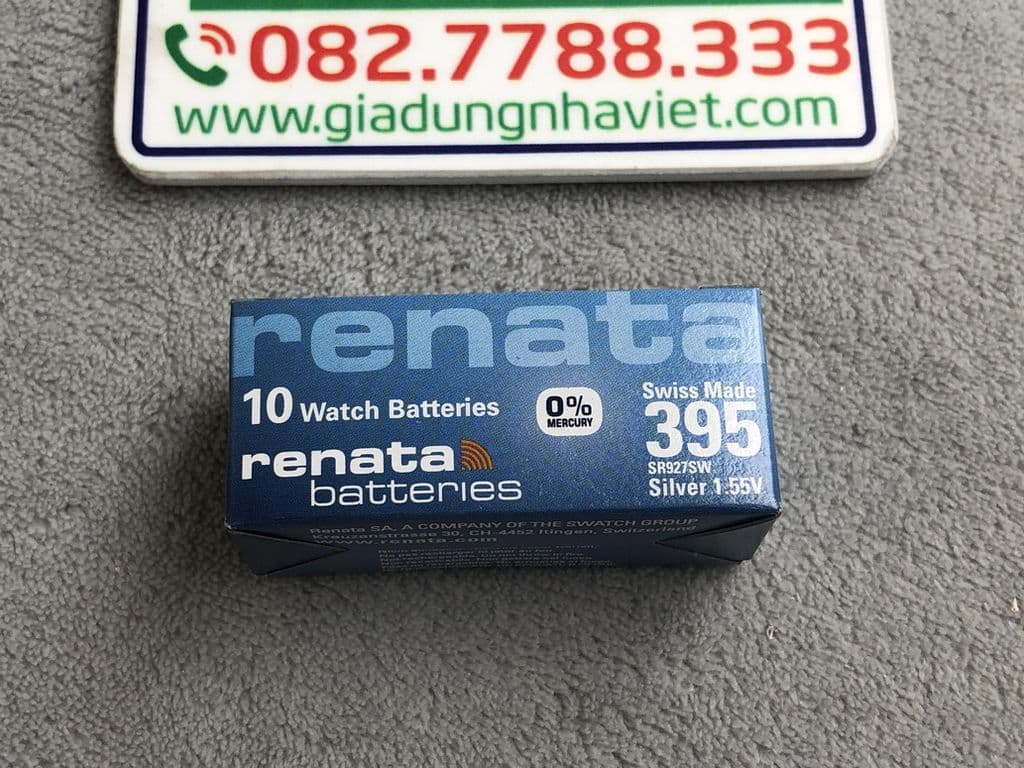 082.7788.333
www.giadungnhaviet.com
renata
10 Watch Batteries
0%
MERCURY
Swiss Made
395
SR927SW
Silver 1.55V
renata
batteries
Renata SA, A COMPANY OF THE SWATCH GROUP
Kreuzenstrasse 30, CH-4452 Itingen, Switzerland
www.renata.com